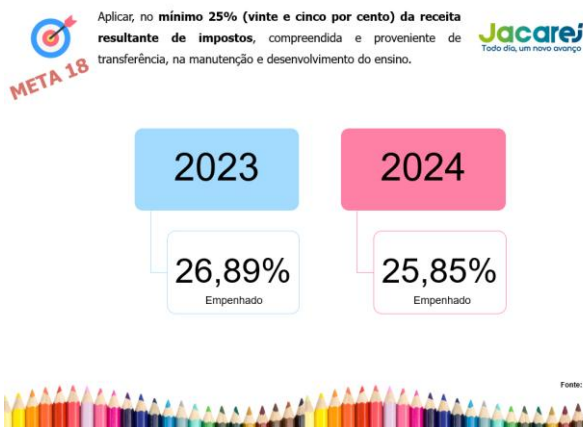 Aplicar, no mínimo 25% (vinte e cinco por cento) da receita
resultante de impostos, compreendida e proveniente de
transferência, na manutenção e desenvolvimento do ensino.
META 18
Jacareí
Todo dia, um novo avanço
2023
2024
26,89%
Empenhado
25,85%
Empenhado
Fonte: